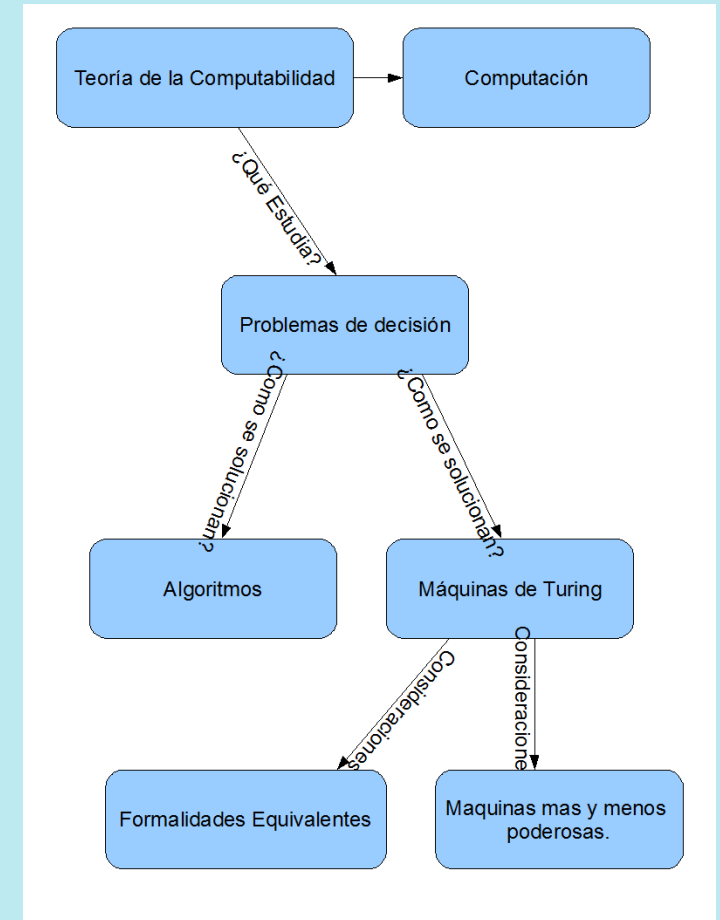 Teoría de la Computabilidad
Computación
¿Qué Estudia?
Problemas de decisión
¿Como se solucionan?
¿Como se solucionan?
Algoritmos
Máquinas de Turing
Consideraciones
Consideracione
Formalidades Equivalentes
Maquinas mas y menos
poderosas.